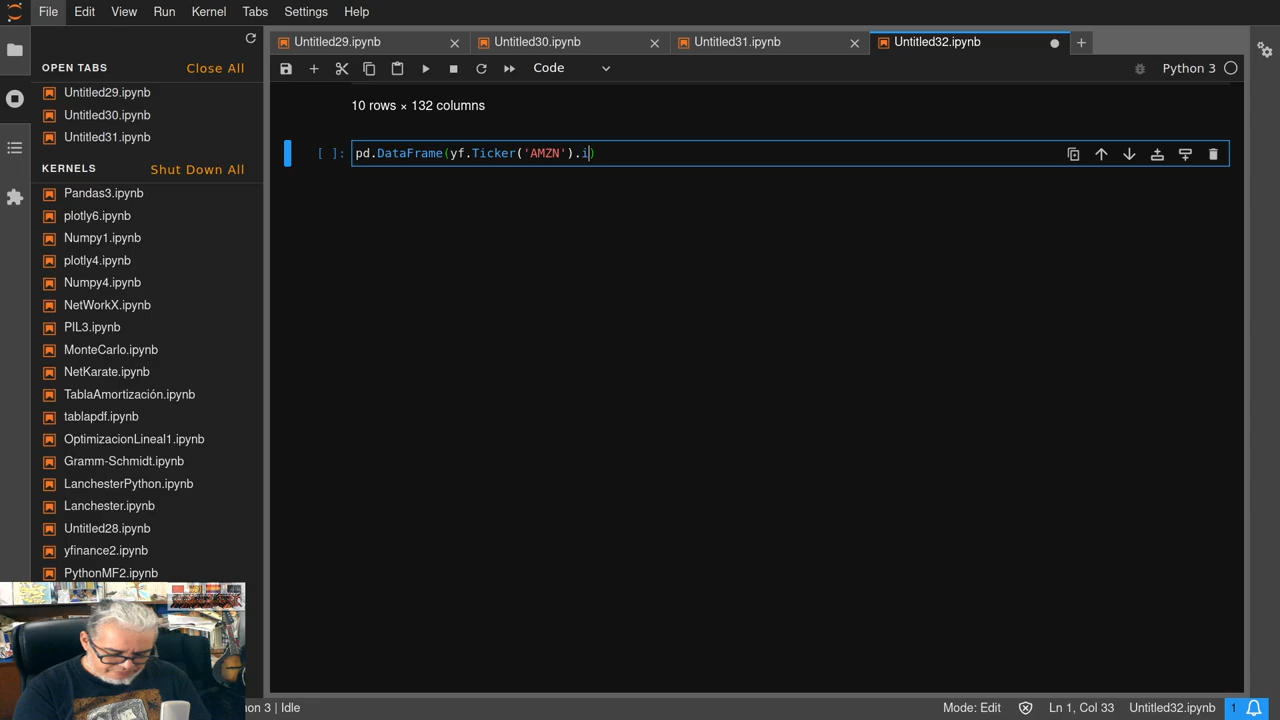 File Edit View Run Kernel Tabs Settings Help
Untitled29.ipynb Untitled30.ipynb Untitled31.ipynb Untitled32.ipynb
Code Python 3
OPEN TABS Close All
Untitled29.ipynb
Untitled30.ipynb
Untitled31.ipynb
KERNELS Shut Down All
Pandas3.ipynb
plotly6.ipynb
Numpy1.ipynb
plotly4.ipynb
Numpy4.ipynb
NetWorkX.ipynb
PIL3.ipynb
MonteCarlo.ipynb
NetKarate.ipynb
TablaAmortización.ipynb
tablapdf.ipynb
OptimizacionLineal1.ipynb
Gramm-Schmidt.ipynb
LanchesterPython.ipynb
Lanchester.ipynb
Untitled28.ipynb
yfinance2.ipynb
PythonMF2.ipynb
10 rows × 132 columns
[ ]: pd.DataFrame(yf.Ticker('AMZN').i)
on 3 | Idle Mode: Edit Ln 1, Col 33 Untitled32.ipynb 1